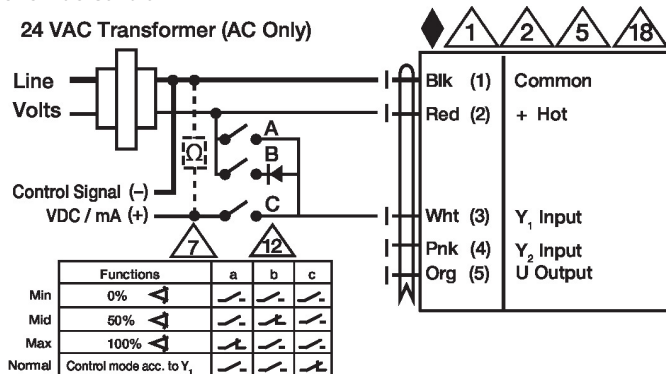 24 VAC Transformer (AC Only)
1 2 5 18
Line
Volts
Blk (1) Common
Red (2) + Hot
A
Ω
B
C
Control Signal (-)
VDC / mA (+)
Wht (3) Y₁ Input
Pnk (4) Y₂ Input
Org (5) U Output
7 12
Functions a b c
Min 0%
Mid 50%
Max 100%
Normal Control mode acc. to Y₁